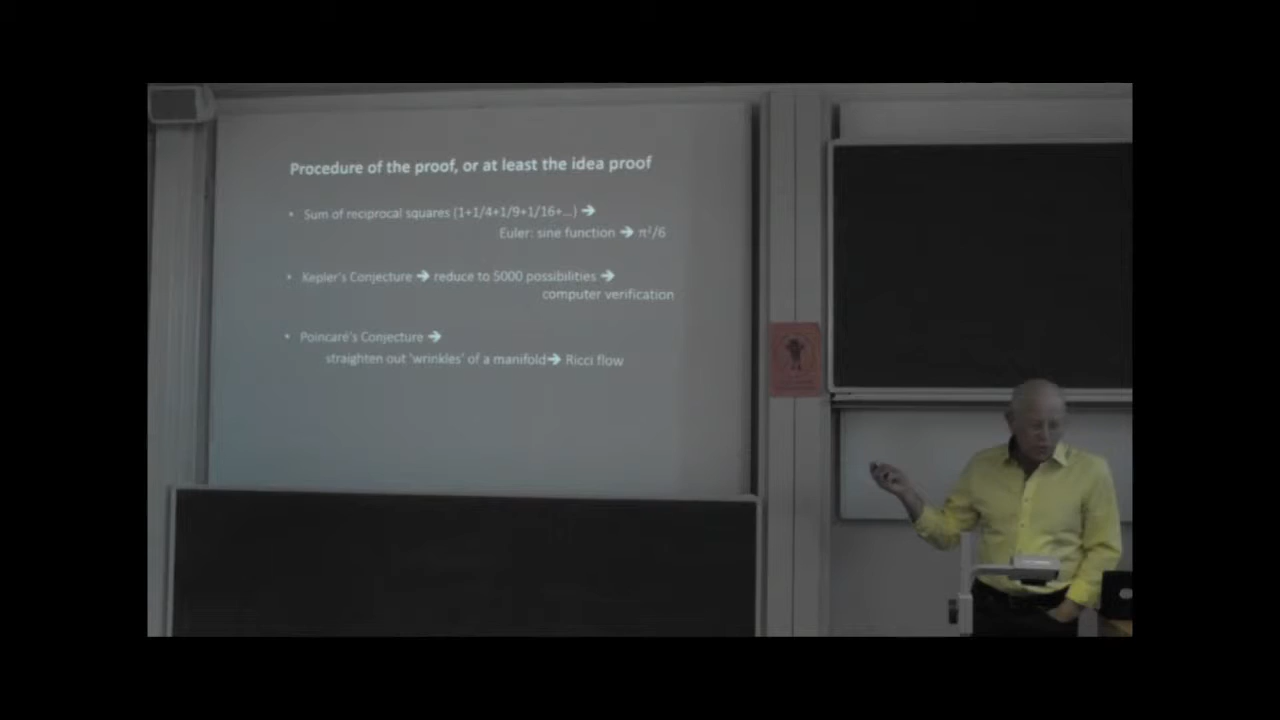 Procedure of the proof, or at least the idea proof
• Sum of reciprocal squares (1+1/4+1/9+1/16+...) ➔
Euler: sine function ➔ π²/6
• Kepler's Conjecture ➔ reduce to 5000 possibilities ➔
computer verification
• Poincaré's Conjecture ➔
straighten out 'wrinkles' of a manifold➔ Ricci flow